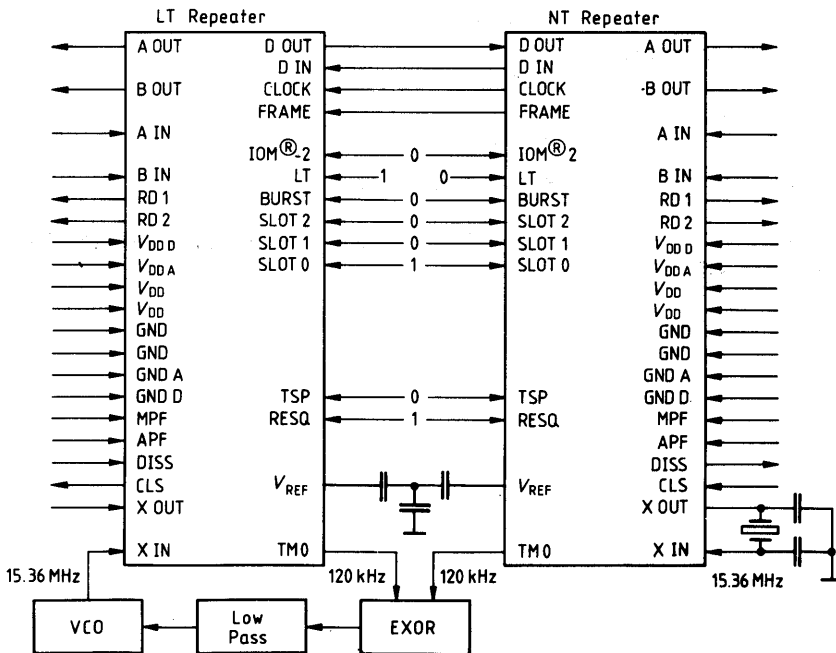 LT Repeater
NT Repeater
A OUT
D OUT
D OUT
A OUT
D IN
D IN
B OUT
CLOCK
CLOCK
-B OUT
FRAME
FRAME
A IN
A IN
IOM®-2
0
IOM®2
B IN
LT
1
0
LT
B IN
RD 1
BURST
0
BURST
RD 1
RD 2
SLOT 2
0
SLOT 2
RD 2
VDD D
SLOT 1
0
SLOT 1
VDD D
VDD A
SLOT 0
1
SLOT 0
VDD A
VDD
VDD
VDD
VDD
GND
GND
GND
GND
GND A
GND A
GND D
TSP
0
TSP
GND D
MPF
RESQ
1
RESQ
MPF
APF
APF
DISS
DISS
CLS
VREF
VREF
CLS
X OUT
X OUT
X IN
TM0
TM0
X IN
15.36 MHz
120 kHz
120 kHz
15.36 MHz
VCO
Low
Pass
EXOR